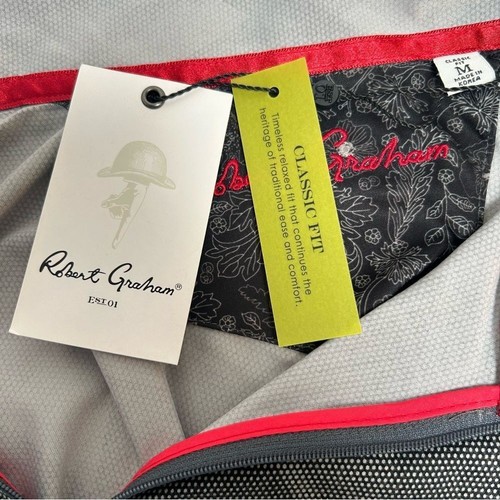 CLASSIC
FIT
M
MADE IN
KOREA
Robert Graham
Robert Graham®
EST. 01
CLASSIC FIT
Timeless relaxed fit that continues the
heritage of traditional ease and comfort.